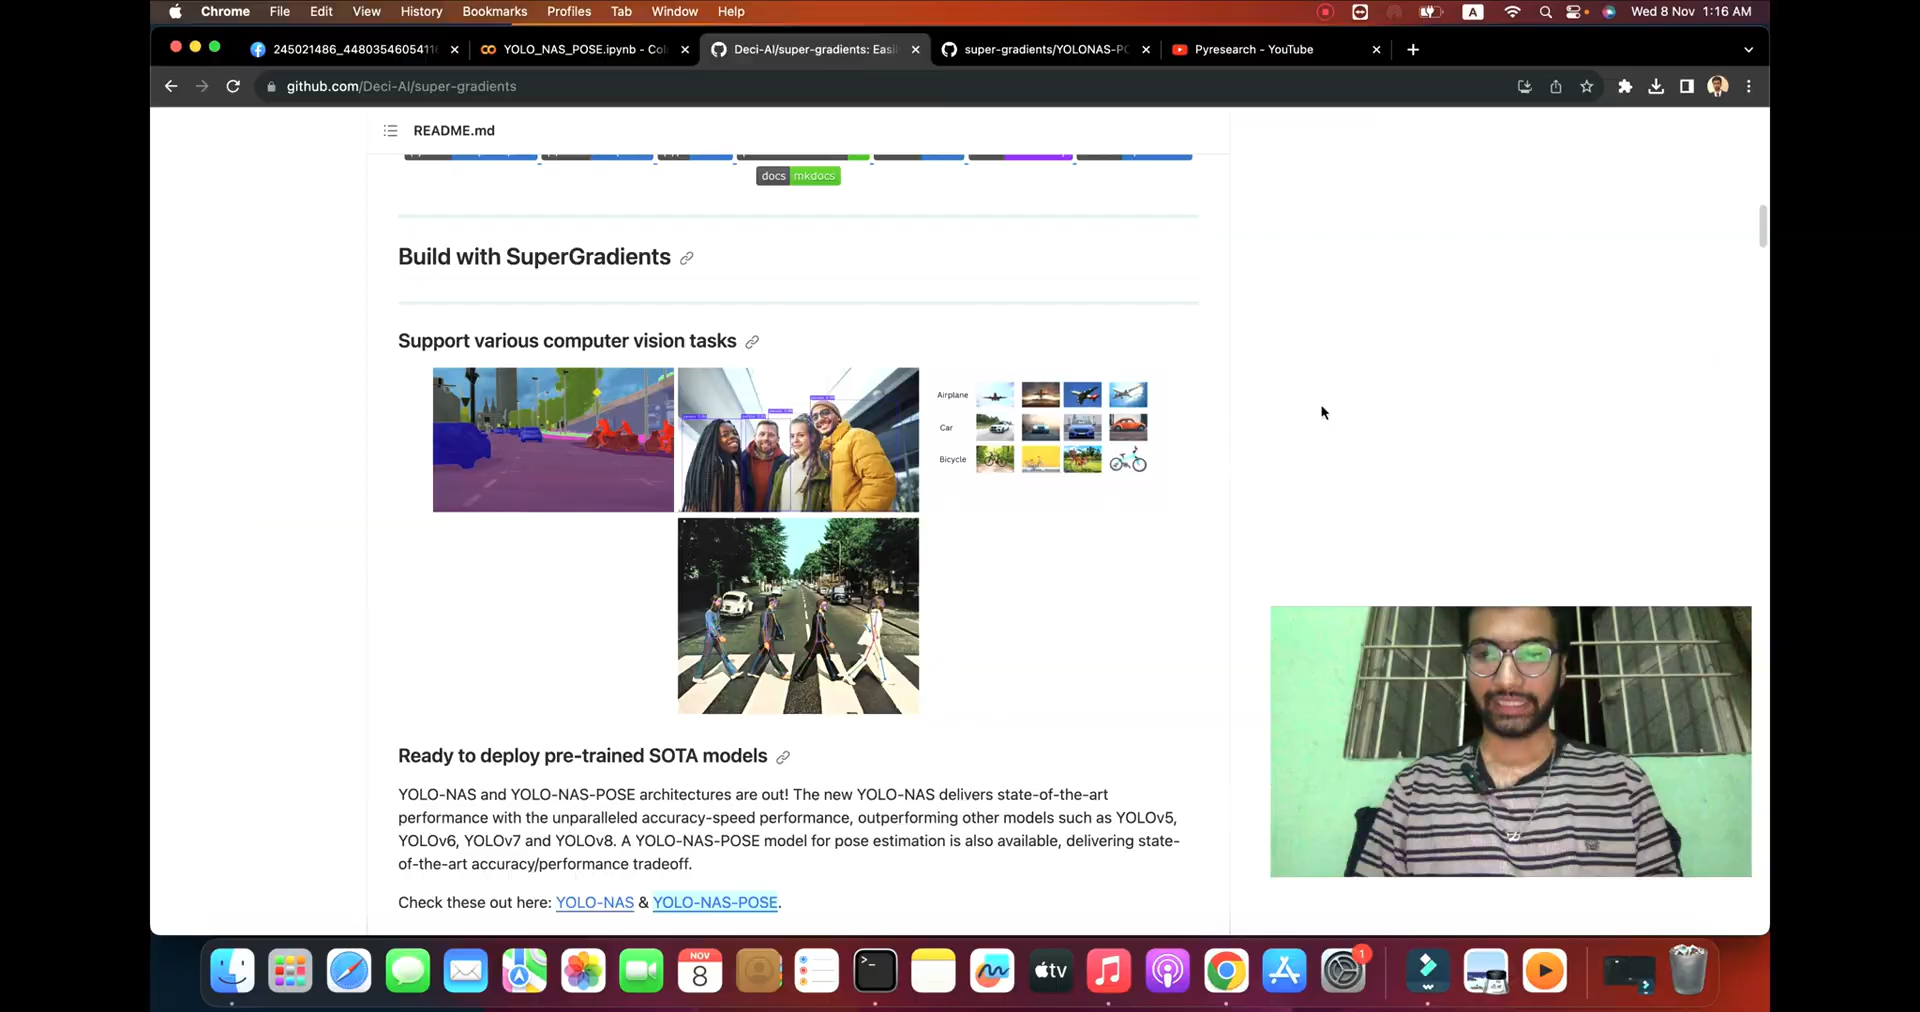 Chrome File Edit View History Bookmarks Profiles Tab Window Help A Wed 8 Nov 1:16 AM
245021486_44803546054116 YOLO_NAS_POSE.ipynb - Col Deci-AI/super-gradients: Easil super-gradients/YOLONAS-PO Pyresearch - YouTube
github.com/Deci-AI/super-gradients
README.md
docs mkdocs
Build with SuperGradients
Support various computer vision tasks
Airplane
Car
Bicycle
Ready to deploy pre-trained SOTA models
YOLO-NAS and YOLO-NAS-POSE architectures are out! The new YOLO-NAS delivers state-of-the-art
performance with the unparalleled accuracy-speed performance, outperforming other models such as YOLOv5,
YOLOv6, YOLOv7 and YOLOv8. A YOLO-NAS-POSE model for pose estimation is also available, delivering state-
of-the-art accuracy/performance tradeoff.
Check these out here: YOLO-NAS & YOLO-NAS-POSE.
NOV
8
tv
1